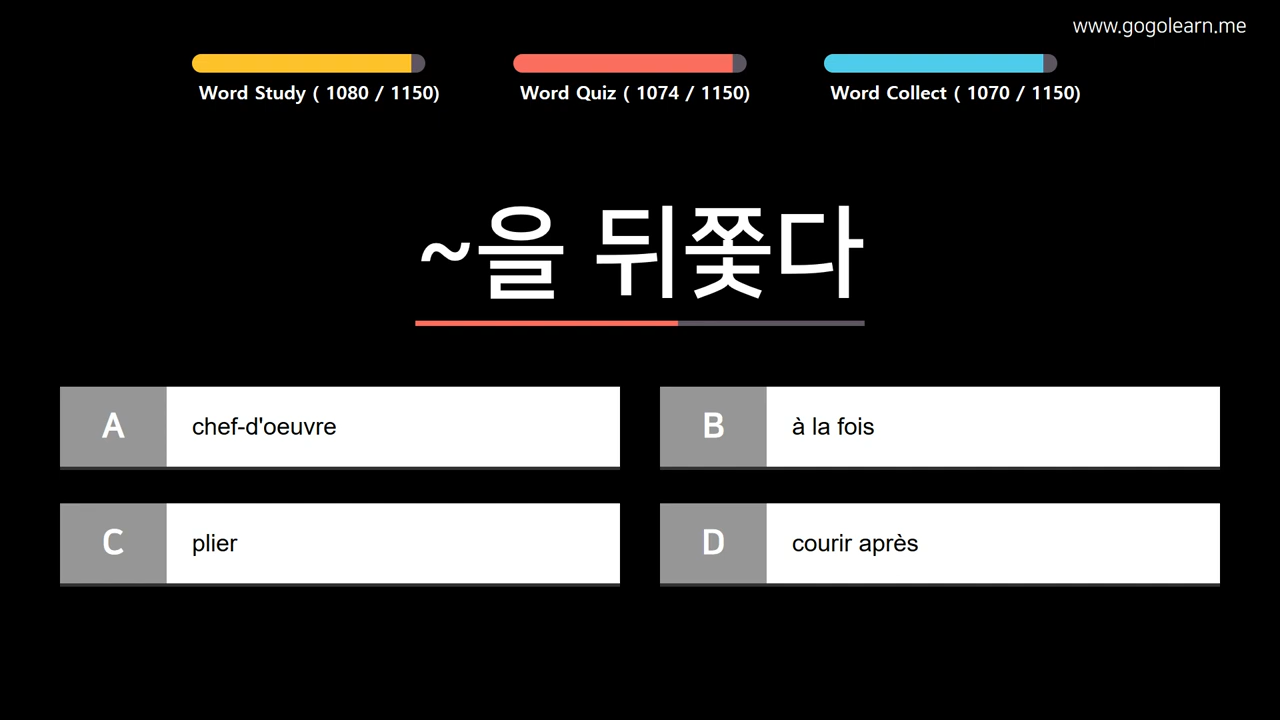 www.gogolearn.me
Word Study ( 1080 / 1150)
Word Quiz ( 1074 / 1150)
Word Collect ( 1070 / 1150)
~을 뒤쫓다
A chef-d'oeuvre
B à la fois
C plier
D courir après